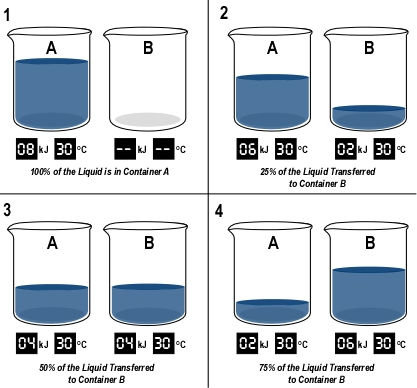 1
A B
08 kJ 30 °C -- kJ -- °C
100% of the Liquid is in Container A
2
A B
06 kJ 30 °C 02 kJ 30 °C
25% of the Liquid Transferred
to Container B
3
A B
04 kJ 30 °C 04 kJ 30 °C
50% of the Liquid Transferred
to Container B
4
A B
02 kJ 30 °C 06 kJ 30 °C
75% of the Liquid Transferred
to Container B